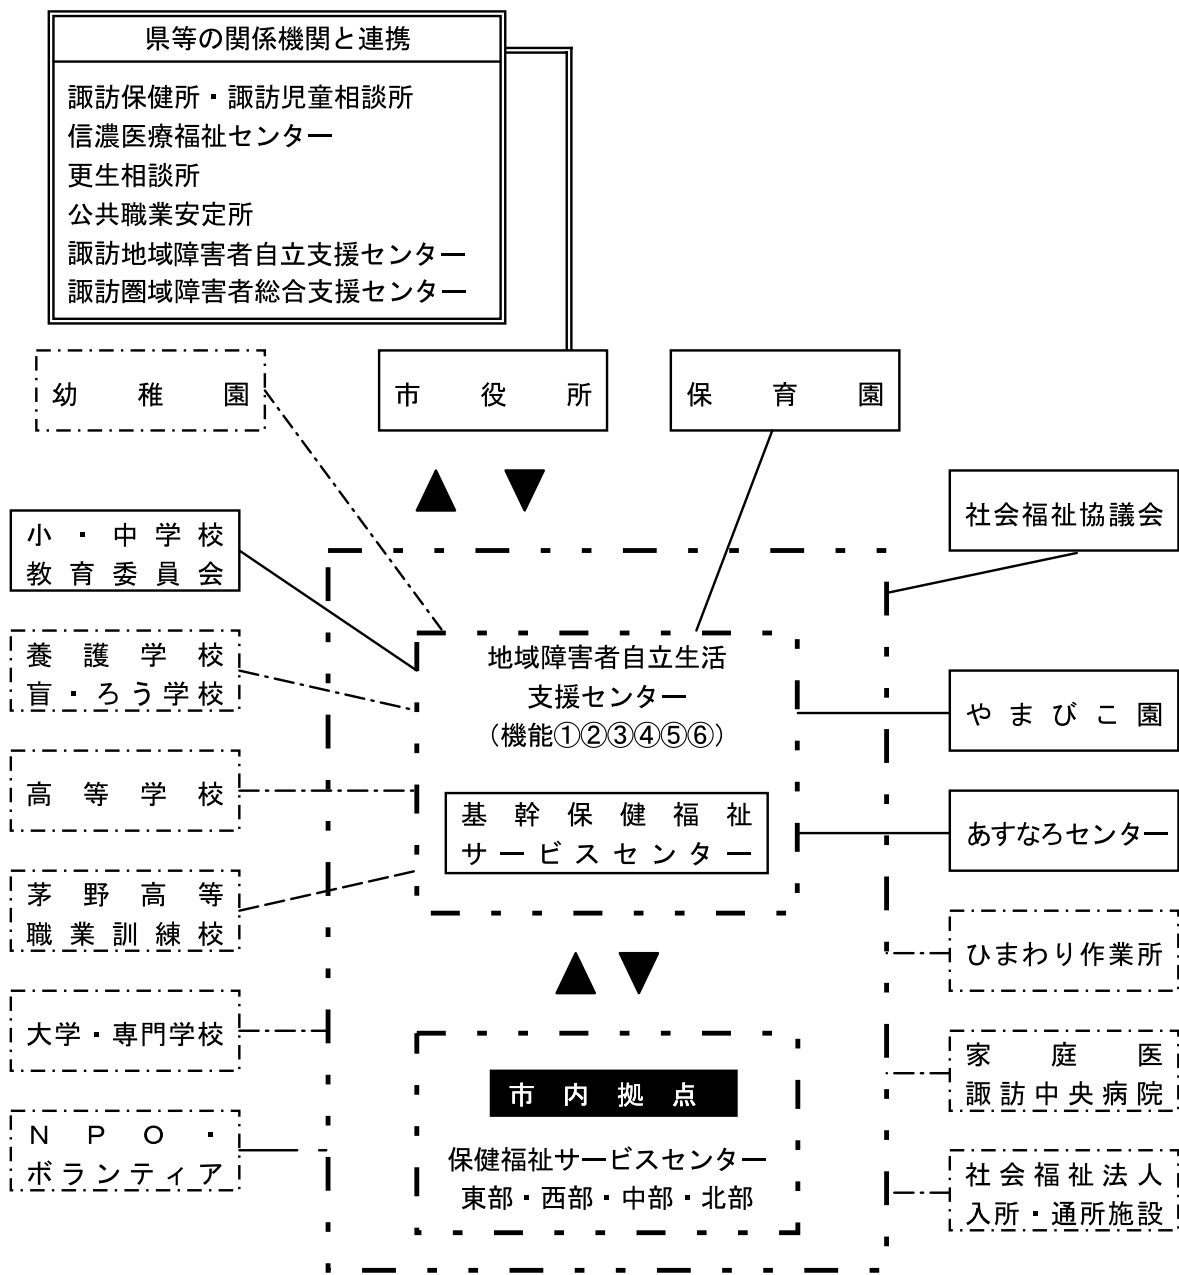 県等の関係機関と連携
諏訪保健所・諏訪児童相談所
信濃医療福祉センター
更生相談所
公共職業安定所
諏訪地域障害者自立支援センター
諏訪圏域障害者総合支援センター
幼稚園
市役所
保育園
社会福祉協議会
小・中学校
教育委員会
養護学校
盲・ろう学校
地域障害者自立生活
支援センター
（機能①②③④⑤⑥）
やまびこ園
高等学校
基幹保健福祉
サービスセンター
あすなろセンター
茅野高等
職業訓練校
ひまわり作業所
大学・専門学校
家庭医
諏訪中央病院
市内拠点
NPO・
ボランティア
保健福祉サービスセンター
東部・西部・中部・北部
社会福祉法人
入所・通所施設